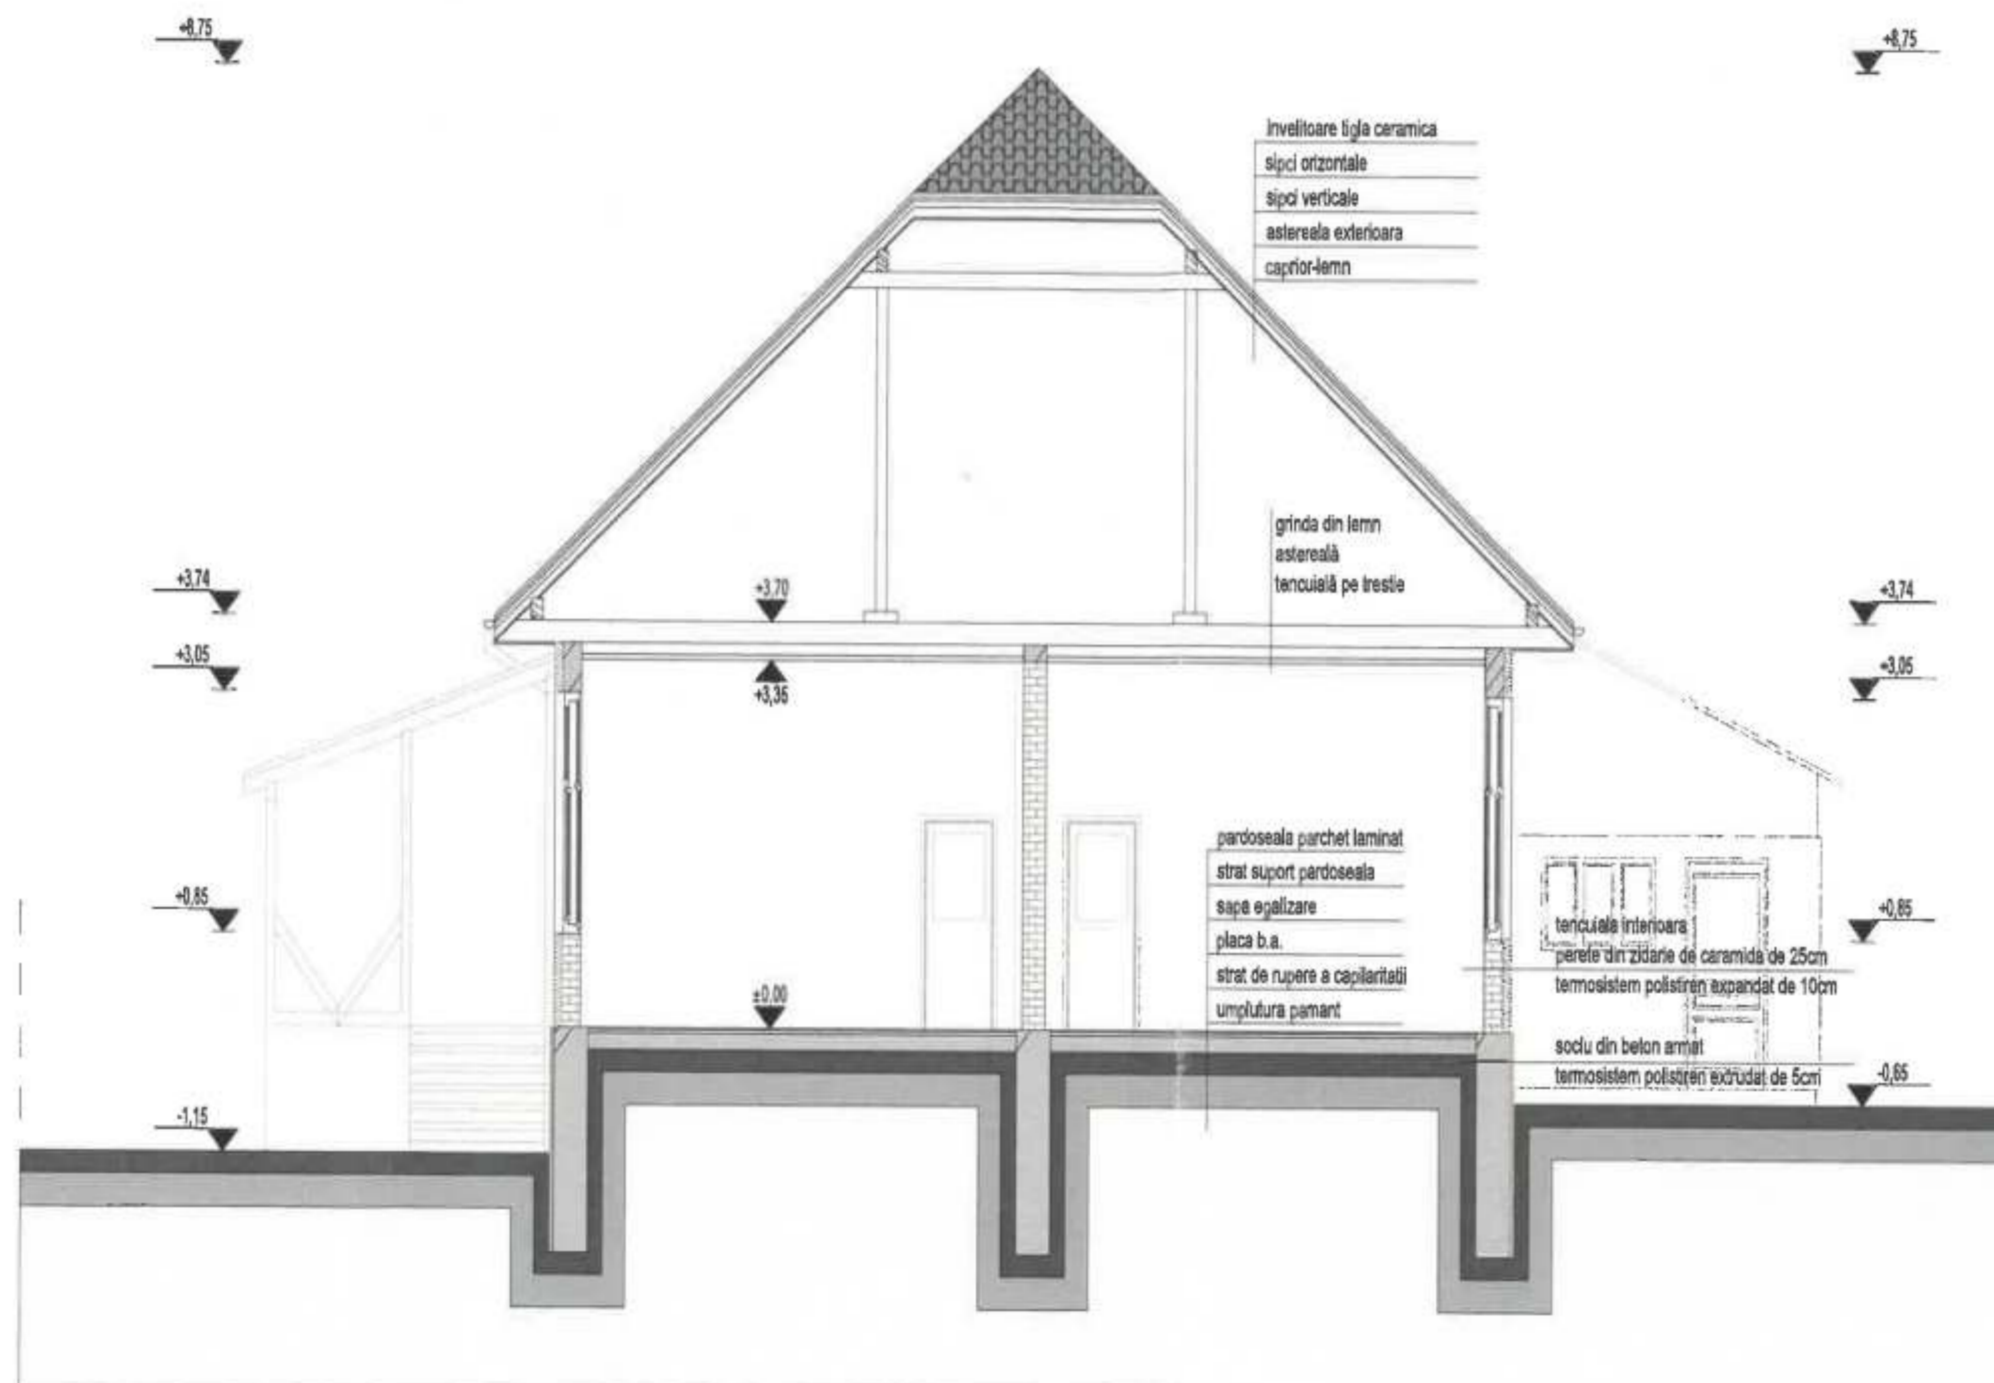 +8,75
+8,75
invelitoare tigla ceramica
sipci orizontale
sipci verticale
astereala exterioara
caprior-lemn
grinda din lemn
astereală
tencuială pe trestie
+3,74
+3,70
+3,74
+3,05
+3,35
+3,05
pardoseala parchet laminat
strat suport pardoseala
sapa egalizare
placa b.a.
strat de rupere a capilaritatii
umplutura pamant
+0,85
+0,85
tencuiala interioara
perete din zidarie de caramida de 25cm
termosistem polistiren expandat de 10cm
±0,00
soclu din beton armat
termosistem polistiren extrudat de 5cm
-0,65
-1,15